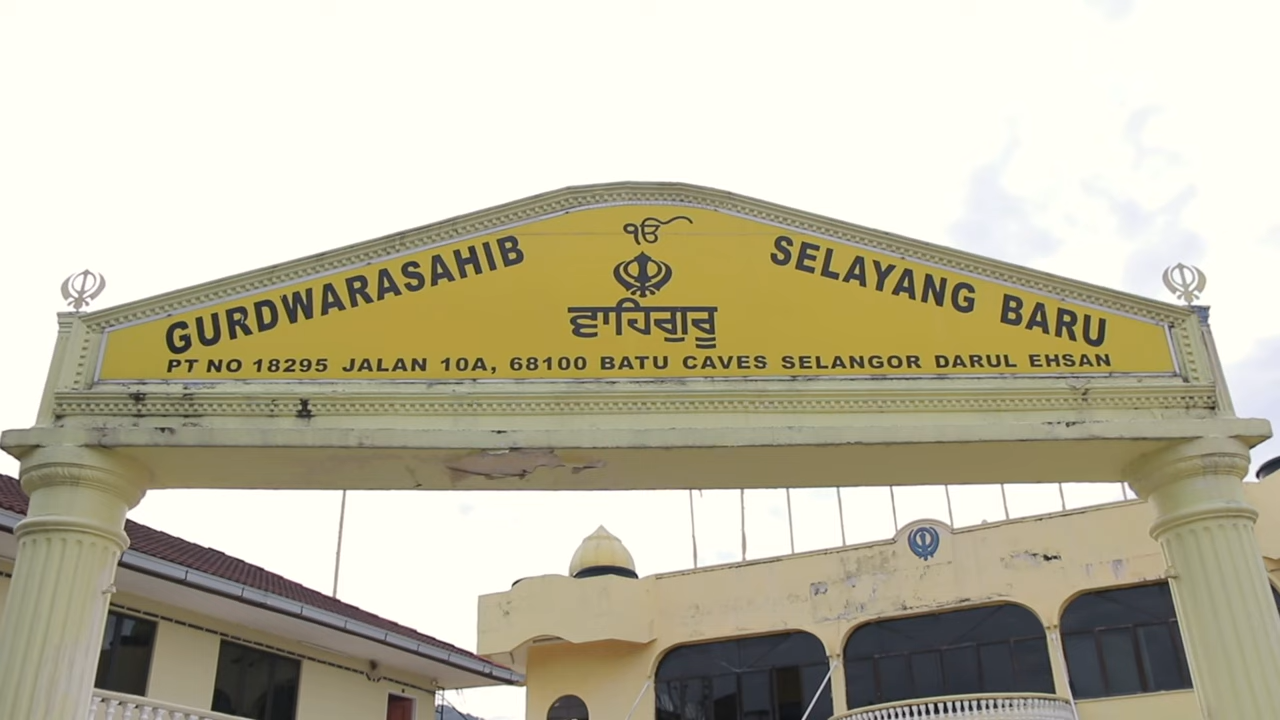 ੴ
GURDWARASAHIB SELAYANG BARU
ਵਾਹਿਗੁਰੂ
PT NO 18295 JALAN 10A, 68100 BATU CAVES SELANGOR DARUL EHSAN